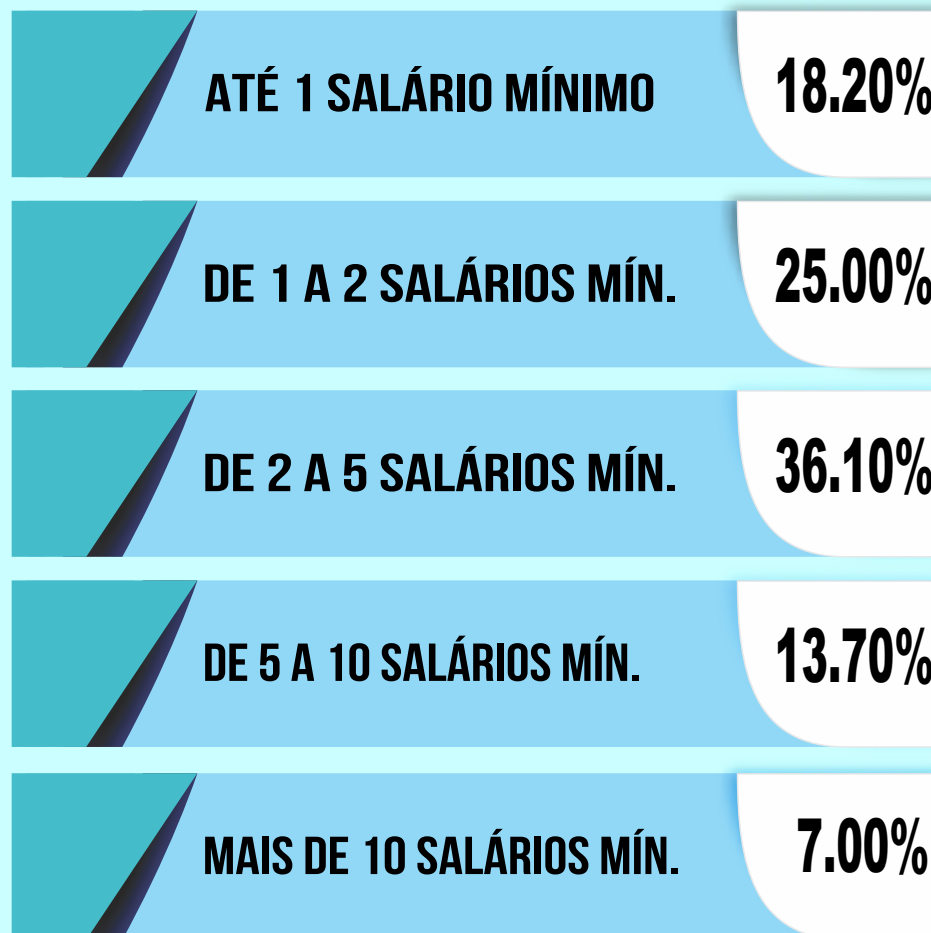 ATÉ 1 SALÁRIO MÍNIMO 18.20%
DE 1 A 2 SALÁRIOS MÍN. 25.00%
DE 2 A 5 SALÁRIOS MÍN. 36.10%
DE 5 A 10 SALÁRIOS MÍN. 13.70%
MAIS DE 10 SALÁRIOS MÍN. 7.00%